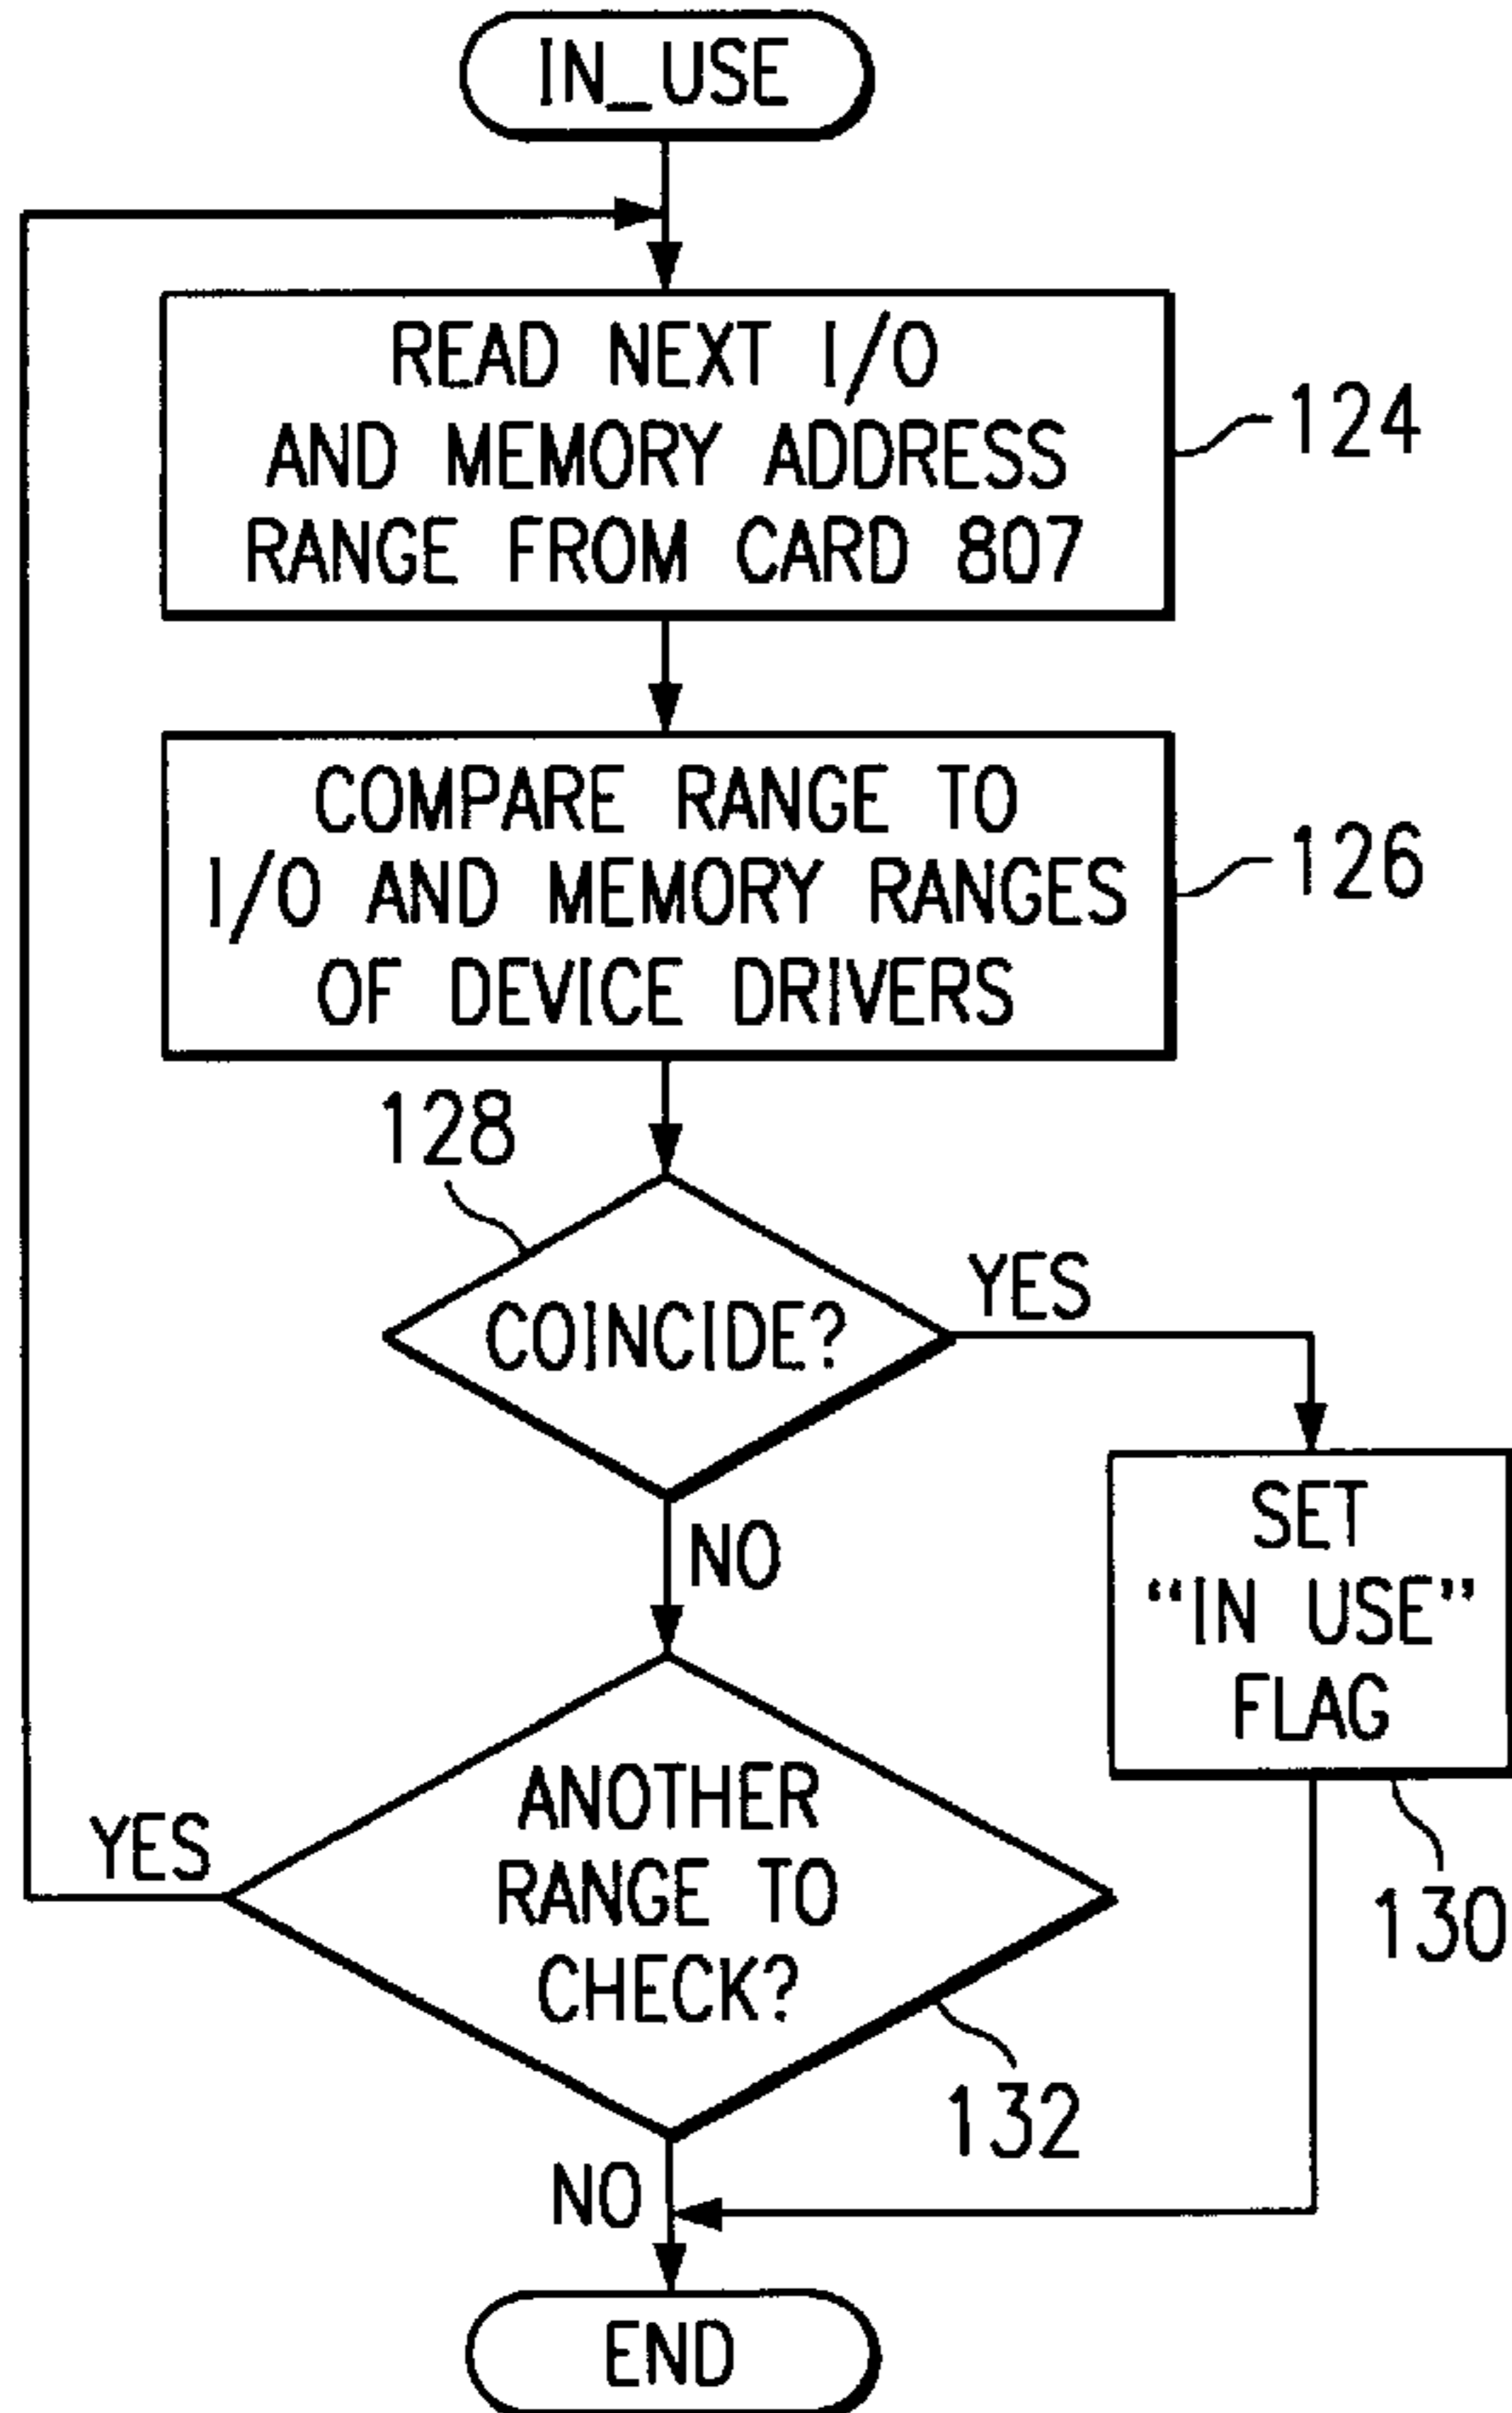 IN_USE
READ NEXT I/O
AND MEMORY ADDRESS
RANGE FROM CARD 807
124
COMPARE RANGE TO
I/O AND MEMORY RANGES
OF DEVICE DRIVERS
126
128
COINCIDE?
YES
NO
SET
“IN USE”
FLAG
130
ANOTHER
RANGE TO
CHECK?
YES
132
NO
END